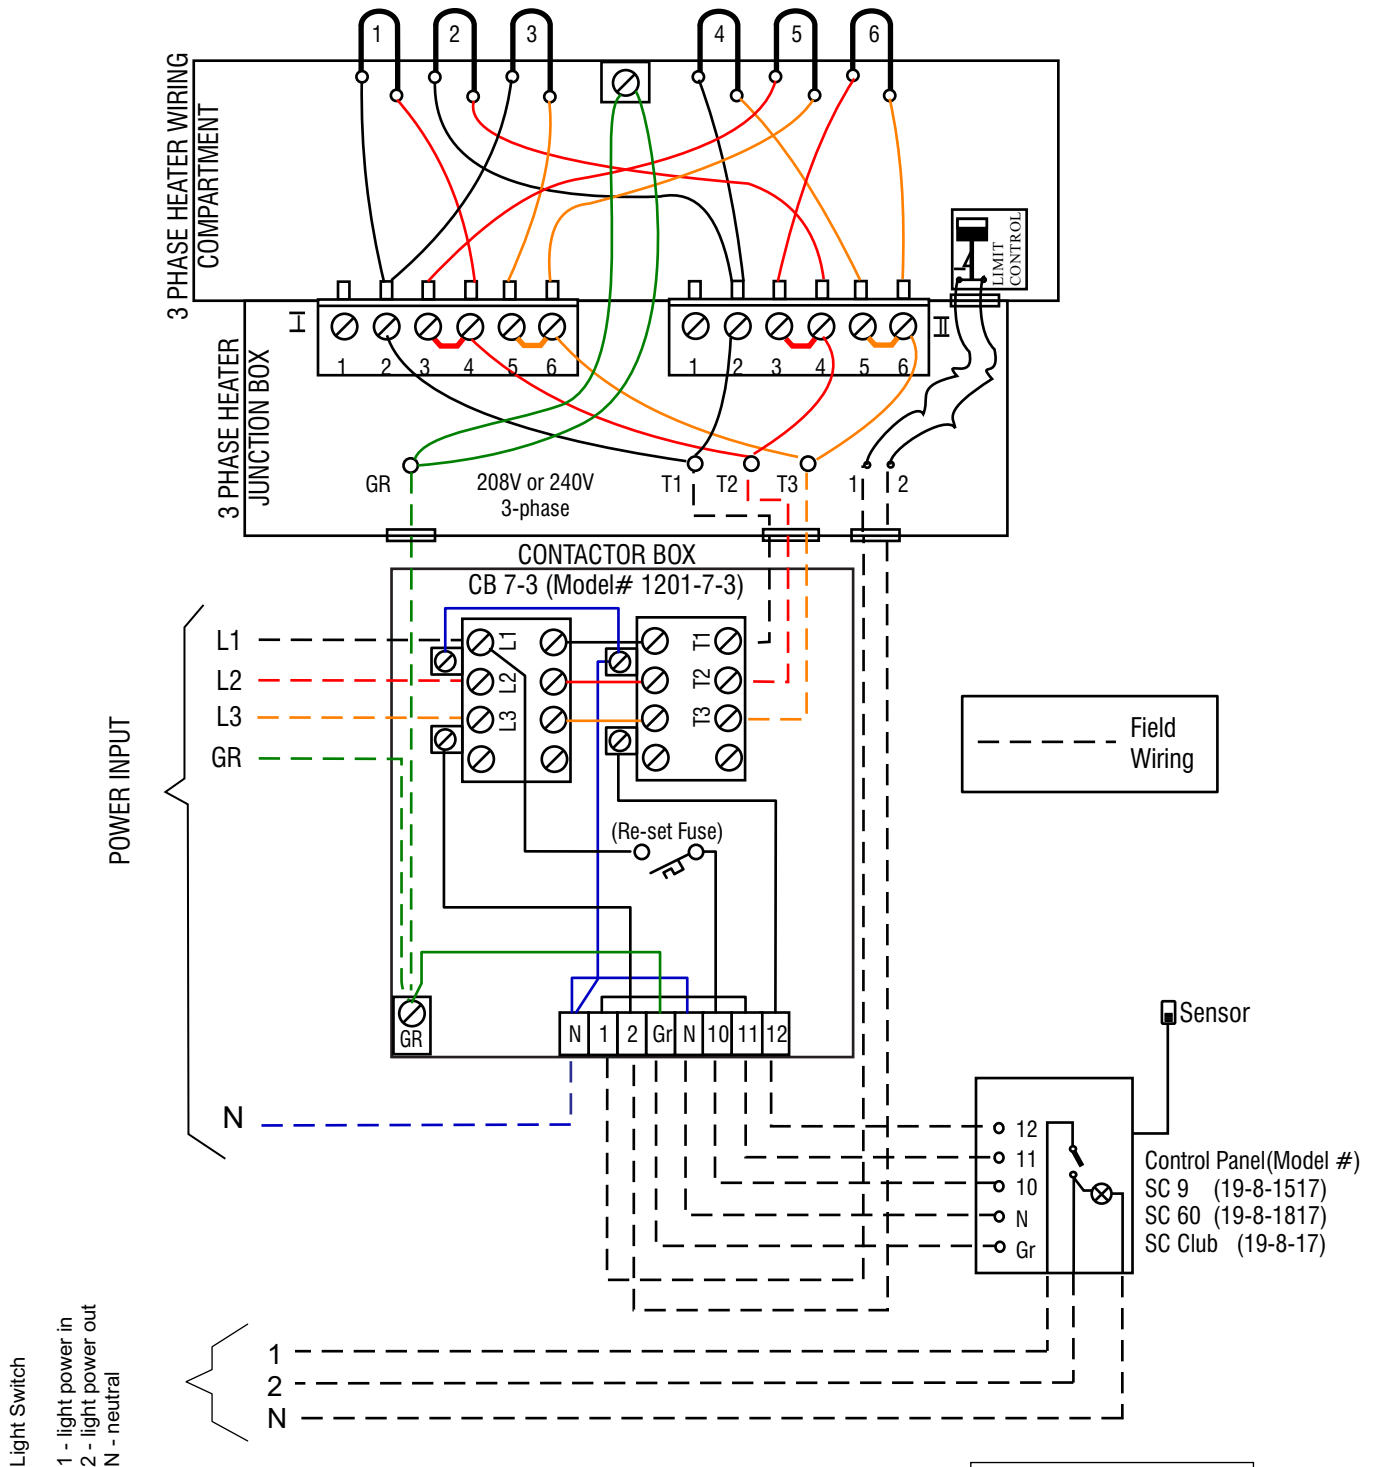 1 2 3 4 5 6
3 PHASE HEATER WIRING
COMPARTMENT
LIMIT
CONTROL
3 PHASE HEATER
JUNCTION BOX
I
II
1 2 3 4 5 6
1 2 3 4 5 6
GR
208V or 240V
3-phase
T1 T2 T3 1 2
CONTACTOR BOX
CB 7-3 (Model# 1201-7-3)
POWER INPUT
L1
L2
L3
GR
L1
L2
L3
T1
T2
T3
Field
Wiring
(Re-set Fuse)
GR
N 1 2 Gr N 10 11 12
N
Sensor
12
11
10
N
Gr
Control Panel(Model #)
SC 9 (19-8-1517)
SC 60 (19-8-1817)
SC Club (19-8-17)
Light Switch
1 - light power in
2 - light power out
N - neutral
1
2
N